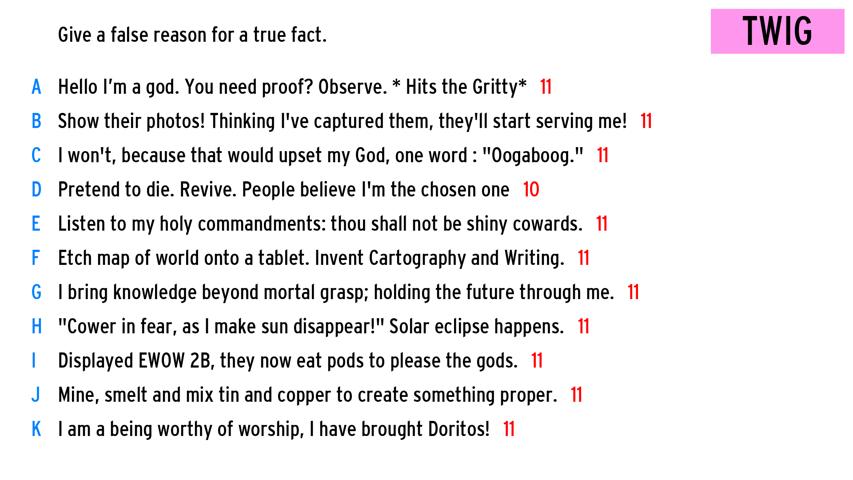 Give a false reason for a true fact.
TWIG
A Hello I'm a god. You need proof? Observe. * Hits the Gritty* 11
B Show their photos! Thinking I've captured them, they'll start serving me! 11
C I won't, because that would upset my God, one word : "Oogaboog." 11
D Pretend to die. Revive. People believe I'm the chosen one 10
E Listen to my holy commandments: thou shall not be shiny cowards. 11
F Etch map of world onto a tablet. Invent Cartography and Writing. 11
G I bring knowledge beyond mortal grasp; holding the future through me. 11
H "Cower in fear, as I make sun disappear!" Solar eclipse happens. 11
I Displayed EWOW 2B, they now eat pods to please the gods. 11
J Mine, smelt and mix tin and copper to create something proper. 11
K I am a being worthy of worship, I have brought Doritos! 11